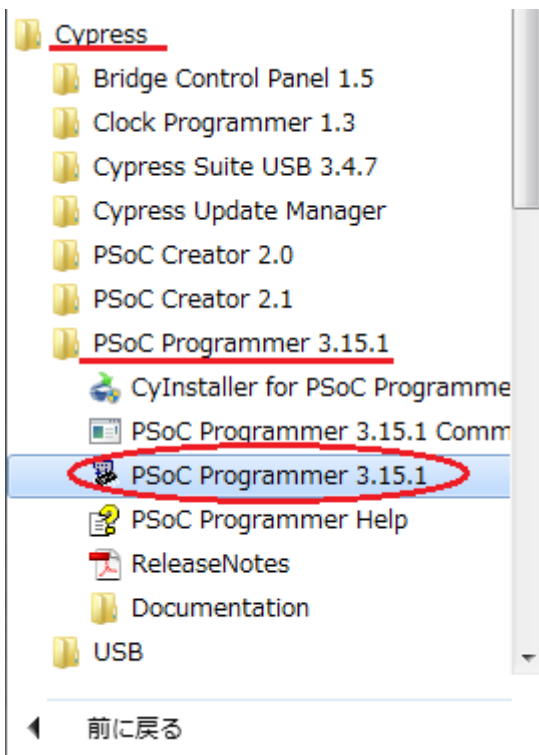 Cypress
Bridge Control Panel 1.5
Clock Programmer 1.3
Cypress Suite USB 3.4.7
Cypress Update Manager
PSoC Creator 2.0
PSoC Creator 2.1
PSoC Programmer 3.15.1
CyInstaller for PSoC Programme
PSoC Programmer 3.15.1 Comm
PSoC Programmer 3.15.1
PSoC Programmer Help
ReleaseNotes
Documentation
USB
前に戻る